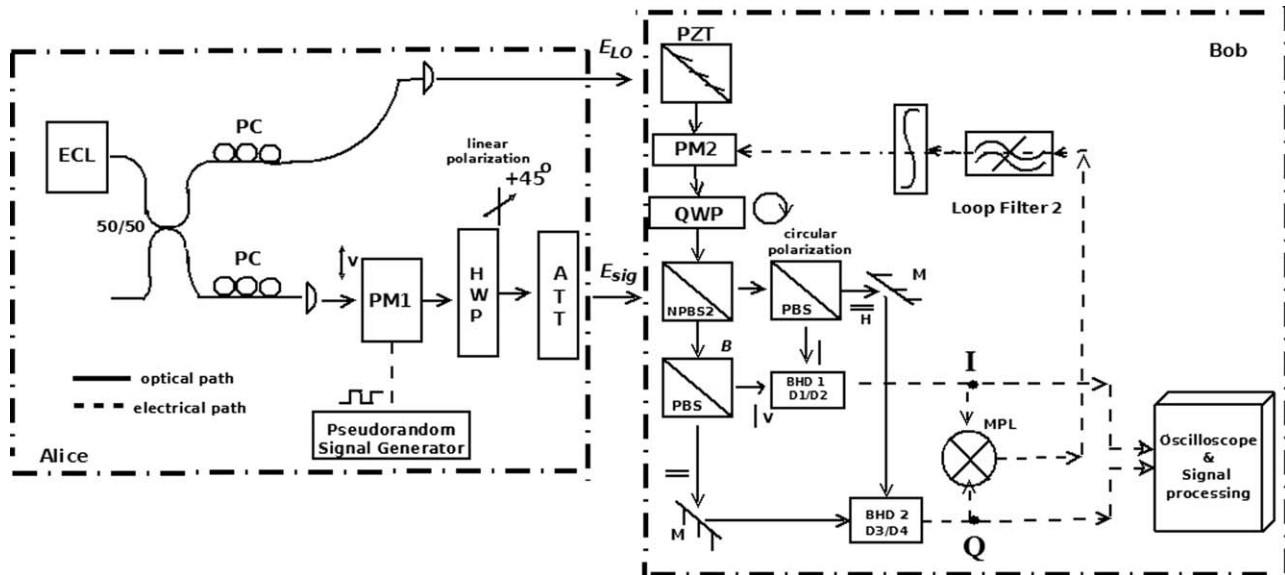 PZT
E_LO
Bob
ECL
PC
linear
polarization
+45°
PM2
Loop Filter 2
QWP
circular
polarization
50/50
PC
V
PM1
H
W
P
A
T
T
E_sig
NPBS2
PBS
H
M
B
PBS
V
BHD 1
D1/D2
I
MPL
optical path
electrical path
Pseudorandom
Signal Generator
Oscilloscope
&
Signal
processing
M
BHD 2
D3/D4
Q
Alice